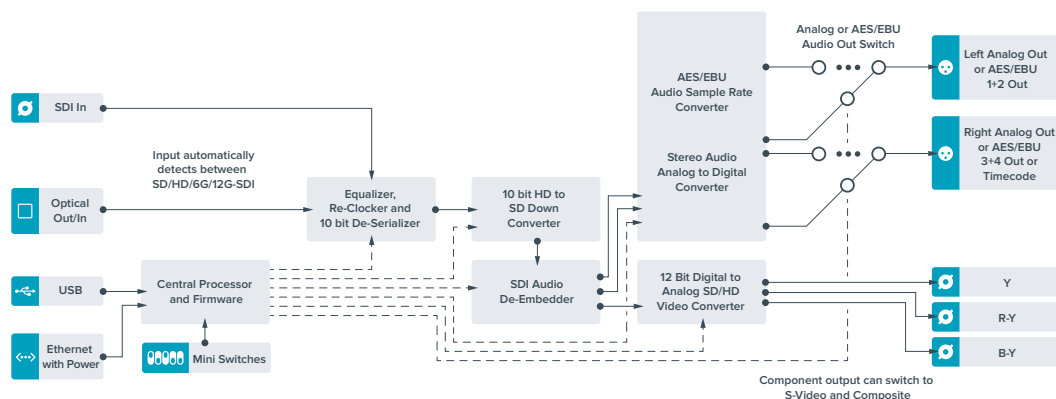 Analog or AES/EBU
Audio Out Switch
Left Analog Out
or AES/EBU
1+2 Out
AES/EBU
Audio Sample Rate
Converter
SDI In
Right Analog Out
or AES/EBU
3+4 Out or
Timecode
Input automatically
detects between
SD/HD/6G/12G-SDI
Stereo Audio
Analog to Digital
Converter
Optical
Out/In
Equalizer,
Re-Clocker and
10 bit De-Serializer
10 bit HD to
SD Down
Converter
USB
Central Processor
and Firmware
SDI Audio
De-Embedder
12 Bit Digital to
Analog SD/HD
Video Converter
Y
R-Y
Ethernet
with Power
Mini Switches
B-Y
Component output can switch to
S-Video and Composite